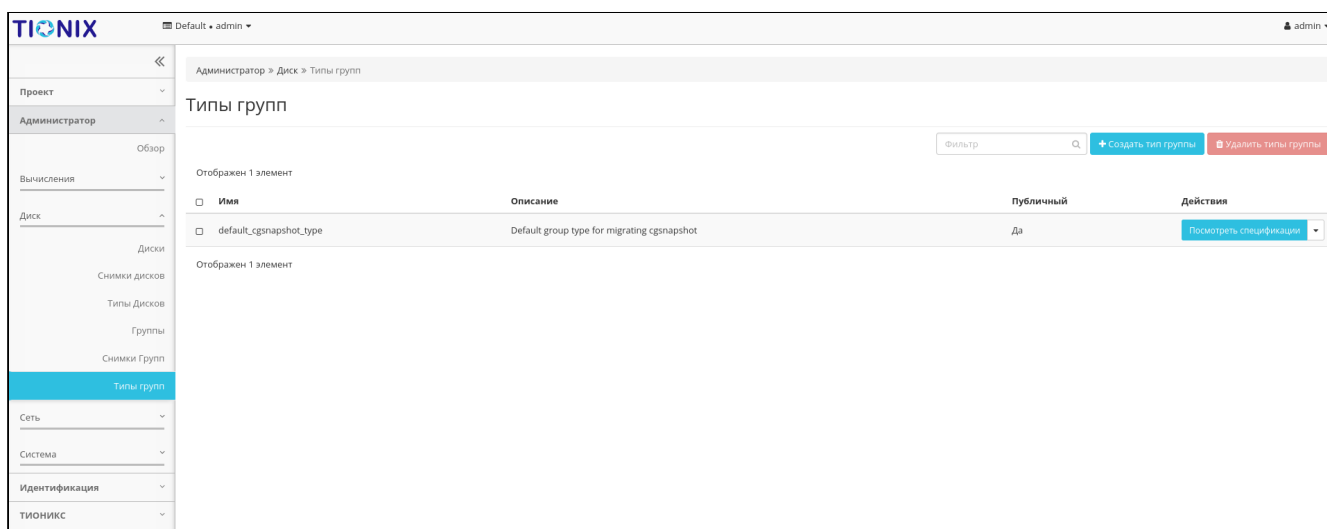 TIONIX
Default • admin
admin
Администратор » Диск » Типы групп
Проект
Типы групп
Администратор
Обзор
Фильтр
Создать тип группы
Удалить типы группы
Вычисления
Отображен 1 элемент
Имя Описание Публичный Действия
Диск
default_cgsnapshot_type Default group type for migrating cgsnapshot Да Посмотреть спецификации
Диски
Отображен 1 элемент
Снимки дисков
Типы Дисков
Группы
Снимки Групп
Типы групп
Сеть
Система
Идентификация
ТИОНИКС